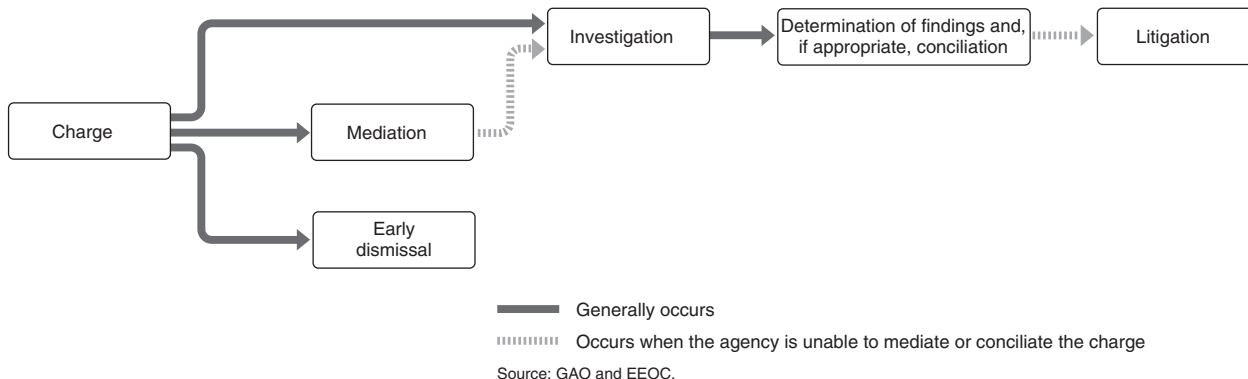 Charge
Investigation
Determination of findings and,
if appropriate, conciliation
Litigation
Mediation
Early
dismissal
Generally occurs
Occurs when the agency is unable to mediate or conciliate the charge
Source: GAO and EEOC.